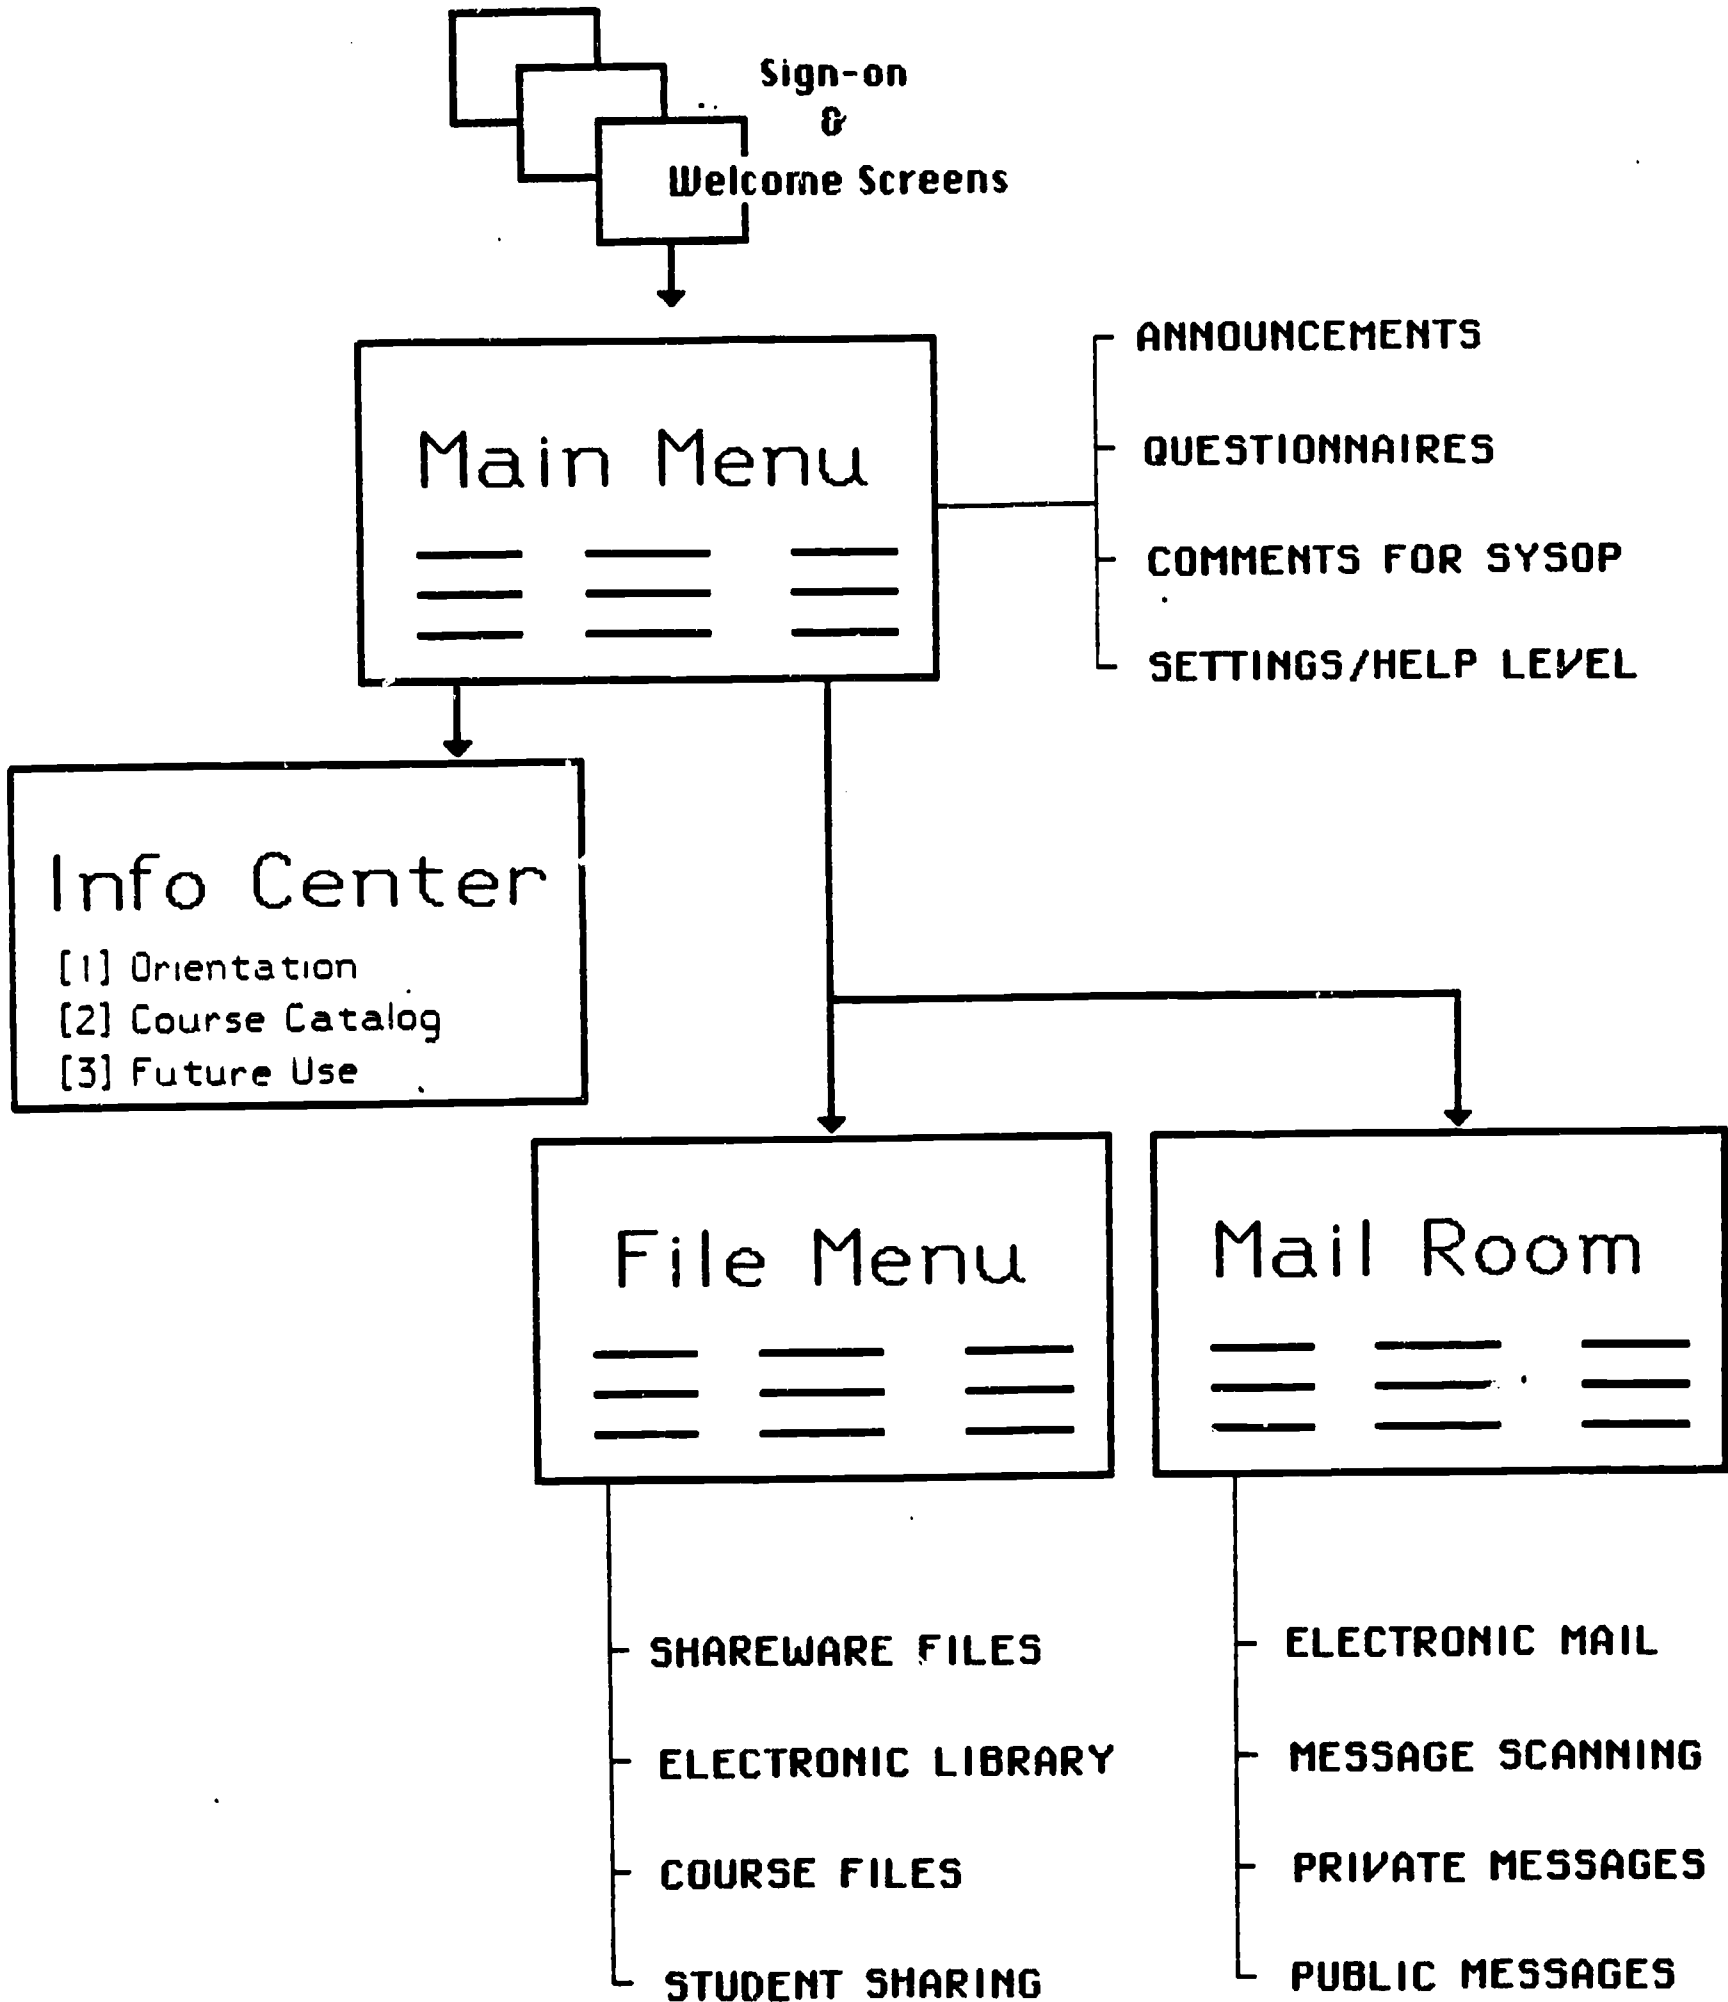 Sign-on
&
Welcome Screens
Main Menu
ANNOUNCEMENTS
QUESTIONNAIRES
COMMENTS FOR SYSOP
SETTINGS/HELP LEVEL
Info Center
[1] Orientation
[2] Course Catalog
[3] Future Use
File Menu
SHAREWARE FILES
ELECTRONIC LIBRARY
COURSE FILES
STUDENT SHARING
Mail Room
ELECTRONIC MAIL
MESSAGE SCANNING
PRIVATE MESSAGES
PUBLIC MESSAGES